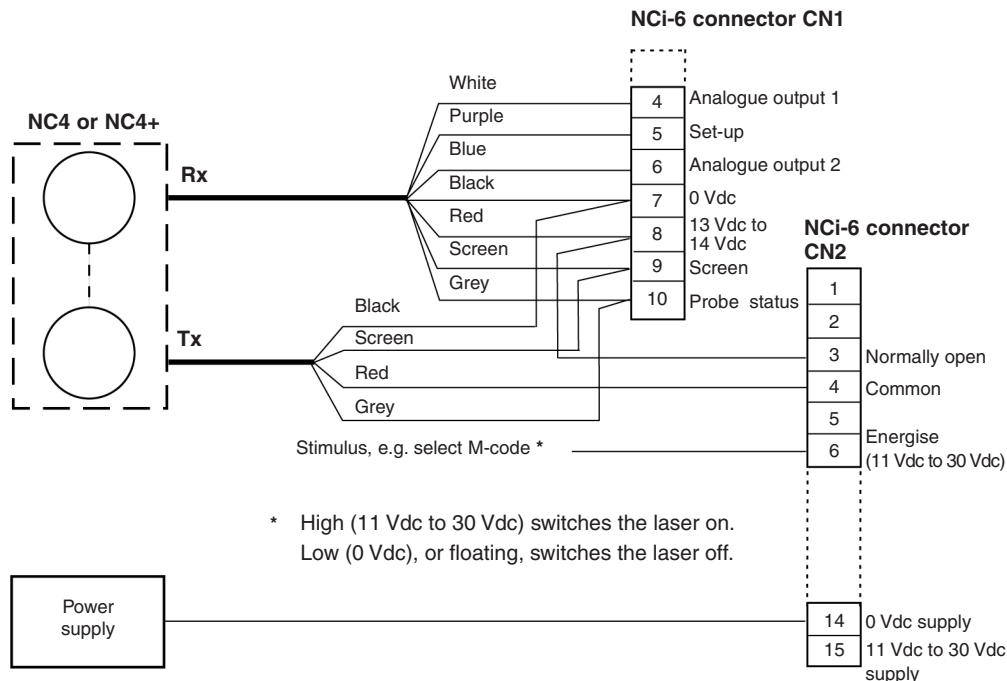 NCi-6 connector CN1
White
4 Analogue output 1
Purple
5 Set-up
NC4 or NC4+
Blue
6 Analogue output 2
Rx
Black
7 0 Vdc
Red
8 13 Vdc to
14 Vdc
Screen
9 Screen
Grey
10 Probe status
NCi-6 connector
CN2
1
2
3 Normally open
4 Common
5
6 Energise
(11 Vdc to 30 Vdc)
Tx
Black
Screen
Red
Grey
Stimulus, e.g. select M-code *
* High (11 Vdc to 30 Vdc) switches the laser on.
Low (0 Vdc), or floating, switches the laser off.
Power
supply
14 0 Vdc supply
15 11 Vdc to 30 Vdc
supply